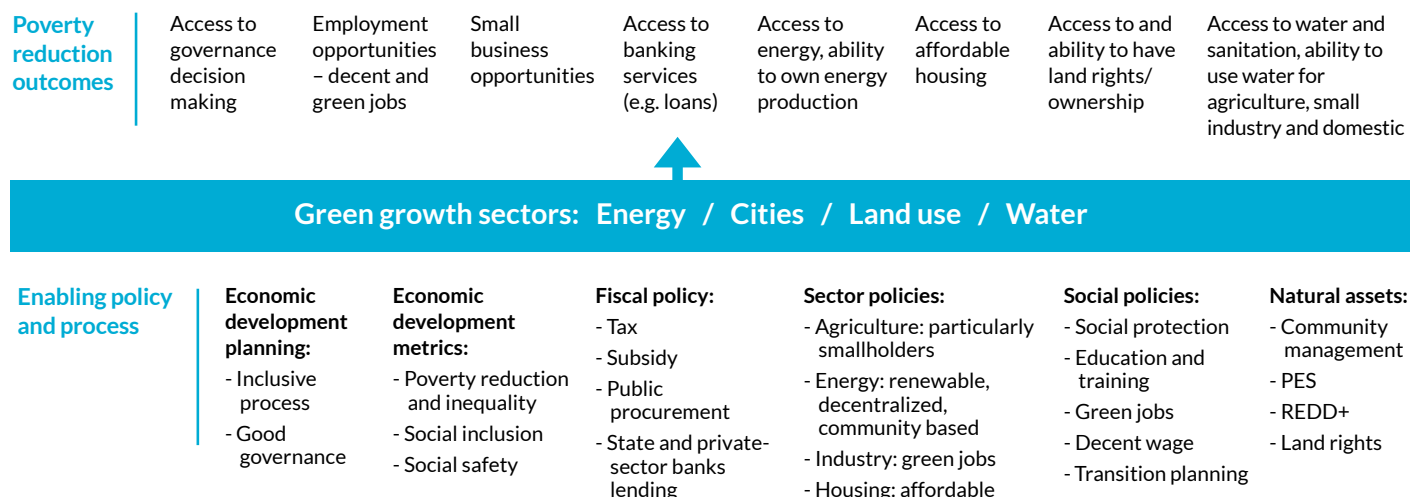 Poverty
reduction
outcomes
Access to
governance
decision
making
Employment
opportunities
– decent and
green jobs
Small
business
opportunities
Access to
banking
services
(e.g. loans)
Access to
energy, ability
to own energy
production
Access to
affordable
housing
Access to and
ability to have
land rights/
ownership
Access to water and
sanitation, ability to
use water for
agriculture, small
industry and domestic
Green growth sectors: Energy / Cities / Land use / Water
Enabling policy
and process
Economic
development
planning:
- Inclusive
process
- Good
governance
Economic
development
metrics:
- Poverty reduction
and inequality
- Social inclusion
- Social safety
Fiscal policy:
- Tax
- Subsidy
- Public
procurement
- State and private-
sector banks
lending
Sector policies:
- Agriculture: particularly
smallholders
- Energy: renewable,
decentralized,
community based
- Industry: green jobs
- Housing: affordable
Social policies:
- Social protection
- Education and
training
- Green jobs
- Decent wage
- Transition planning
Natural assets:
- Community
management
- PES
- REDD+
- Land rights